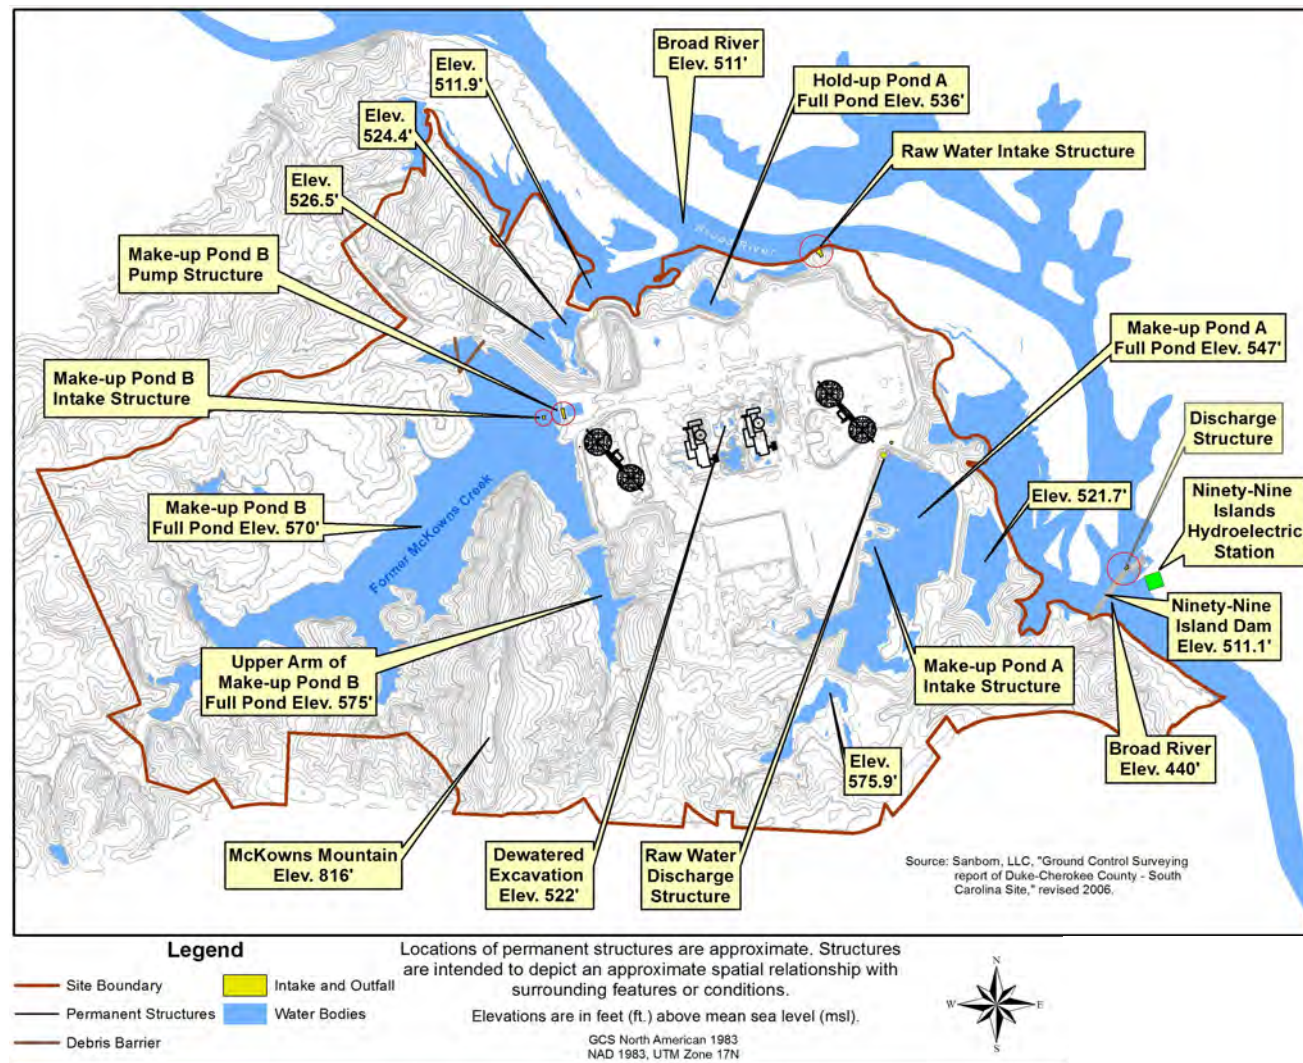 Broad River
Elev. 511'
Elev.
511.9'
Hold-up Pond A
Full Pond Elev. 536'
Elev.
524.4'
Raw Water Intake Structure
Elev.
526.5'
Broad River
Make-up Pond B
Pump Structure
Make-up Pond A
Full Pond Elev. 547'
Make-up Pond B
Intake Structure
Discharge
Structure
Make-up Pond B
Full Pond Elev. 570'
Former McKowns Creek
Elev. 521.7'
Ninety-Nine
Islands
Hydroelectric
Station
Ninety-Nine
Island Dam
Elev. 511.1'
Upper Arm of
Make-up Pond B
Full Pond Elev. 575'
Make-up Pond A
Intake Structure
Broad River
Elev. 440'
Elev.
575.9'
McKowns Mountain
Elev. 816'
Dewatered
Excavation
Elev. 522'
Raw Water
Discharge
Structure
Source: Sanborn, LLC, "Ground Control Surveying
report of Duke-Cherokee County - South
Carolina Site," revised 2006.
Legend
Site Boundary
Permanent Structures
Debris Barrier
Intake and Outfall
Water Bodies
Locations of permanent structures are approximate. Structures
are intended to depict an approximate spatial relationship with
surrounding features or conditions.
Elevations are in feet (ft.) above mean sea level (msl).
GCS North American 1983
NAD 1983, UTM Zone 17N
N
W
E
S